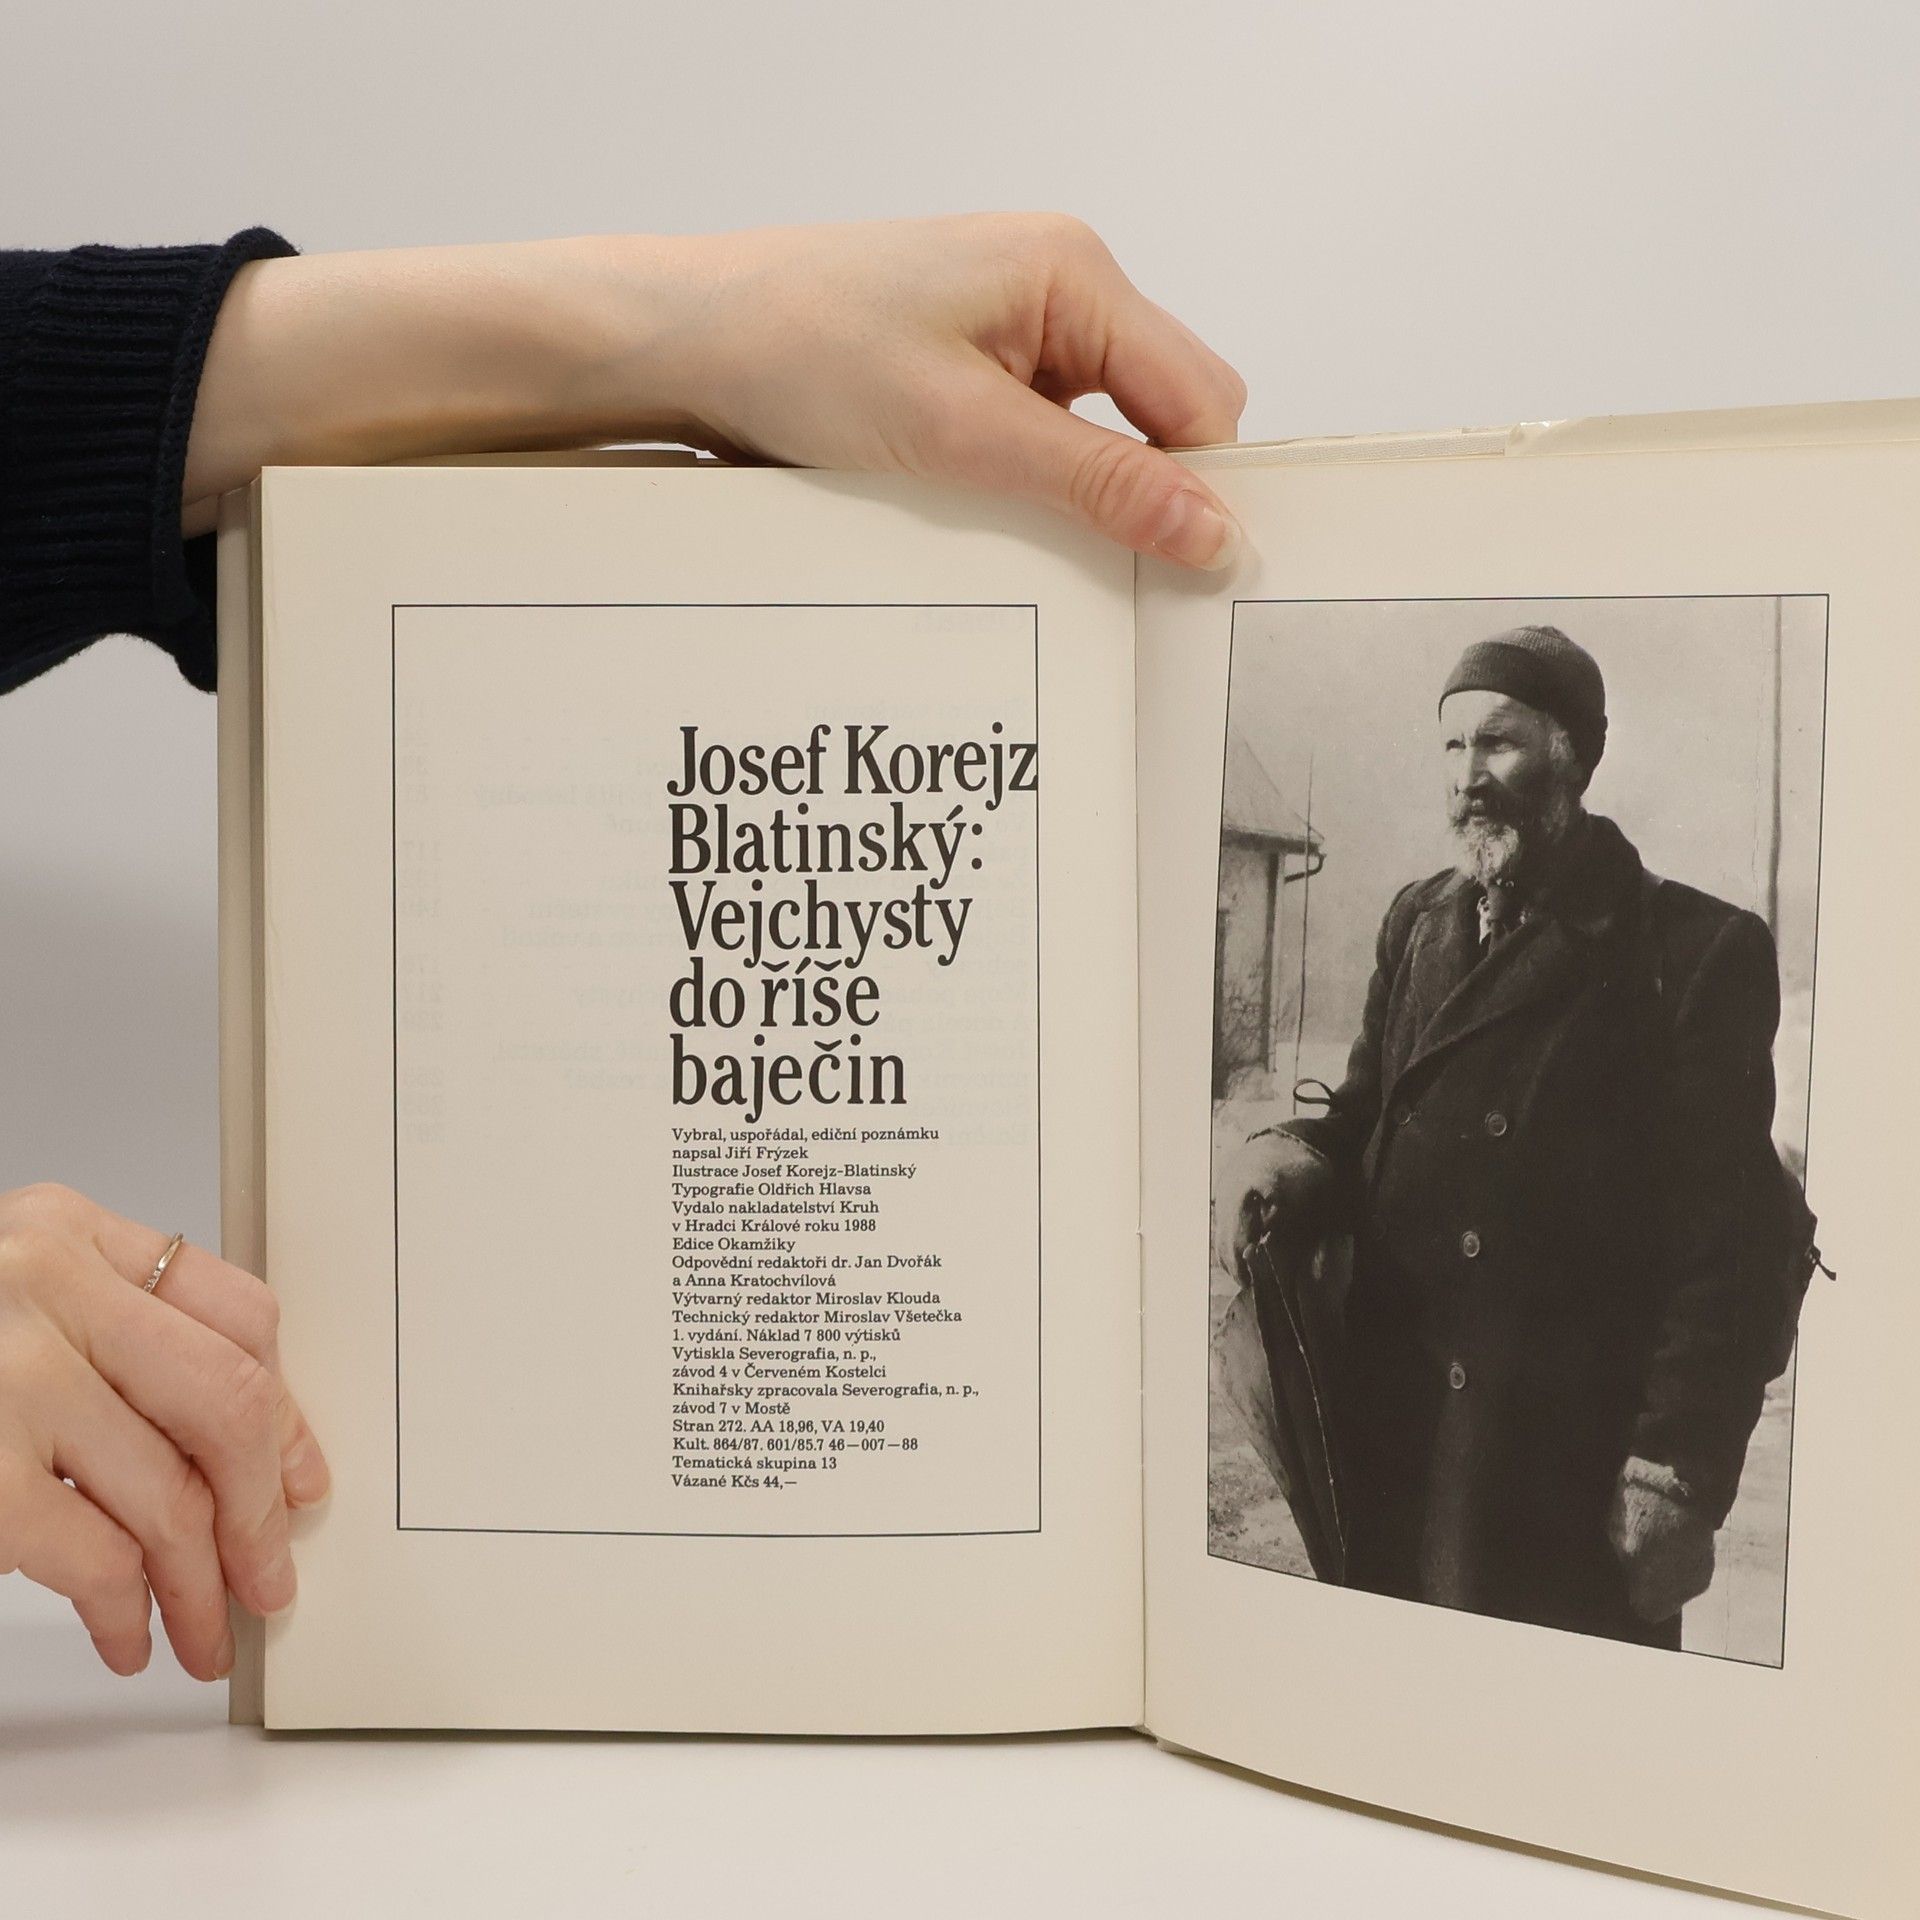 Josef Korejz
Blatinský:
Vejchysty
do říše
baječin
Vybral, uspořádal, ediční poznámku
napsal Jiří Frýzek
Ilustrace Josef Korejz-Blatinský
Typografie Oldřich Hlavsa
Vydalo nakladatelství Kruh
v Hradci Králové roku 1988
Edice Okamžiky
Odpovědní redaktoři dr. Jan Dvořák
a Anna Kratochvílová
Výtvarný redaktor Miroslav Klouda
Technický redaktor Miroslav Všetečka
1. vydání. Náklad 7 800 výtisků
Vytiskla Severografia, n. p.,
závod 4 v Červeném Kostelci
Knihařsky zpracovala Severografia, n. p.,
závod 7 v Mostě
Stran 272. AA 18,96, VA 19,40
Kult. 864/87. 601/85.7 46—007—88
Tematická skupina 13
Vázané Kčs 44,—